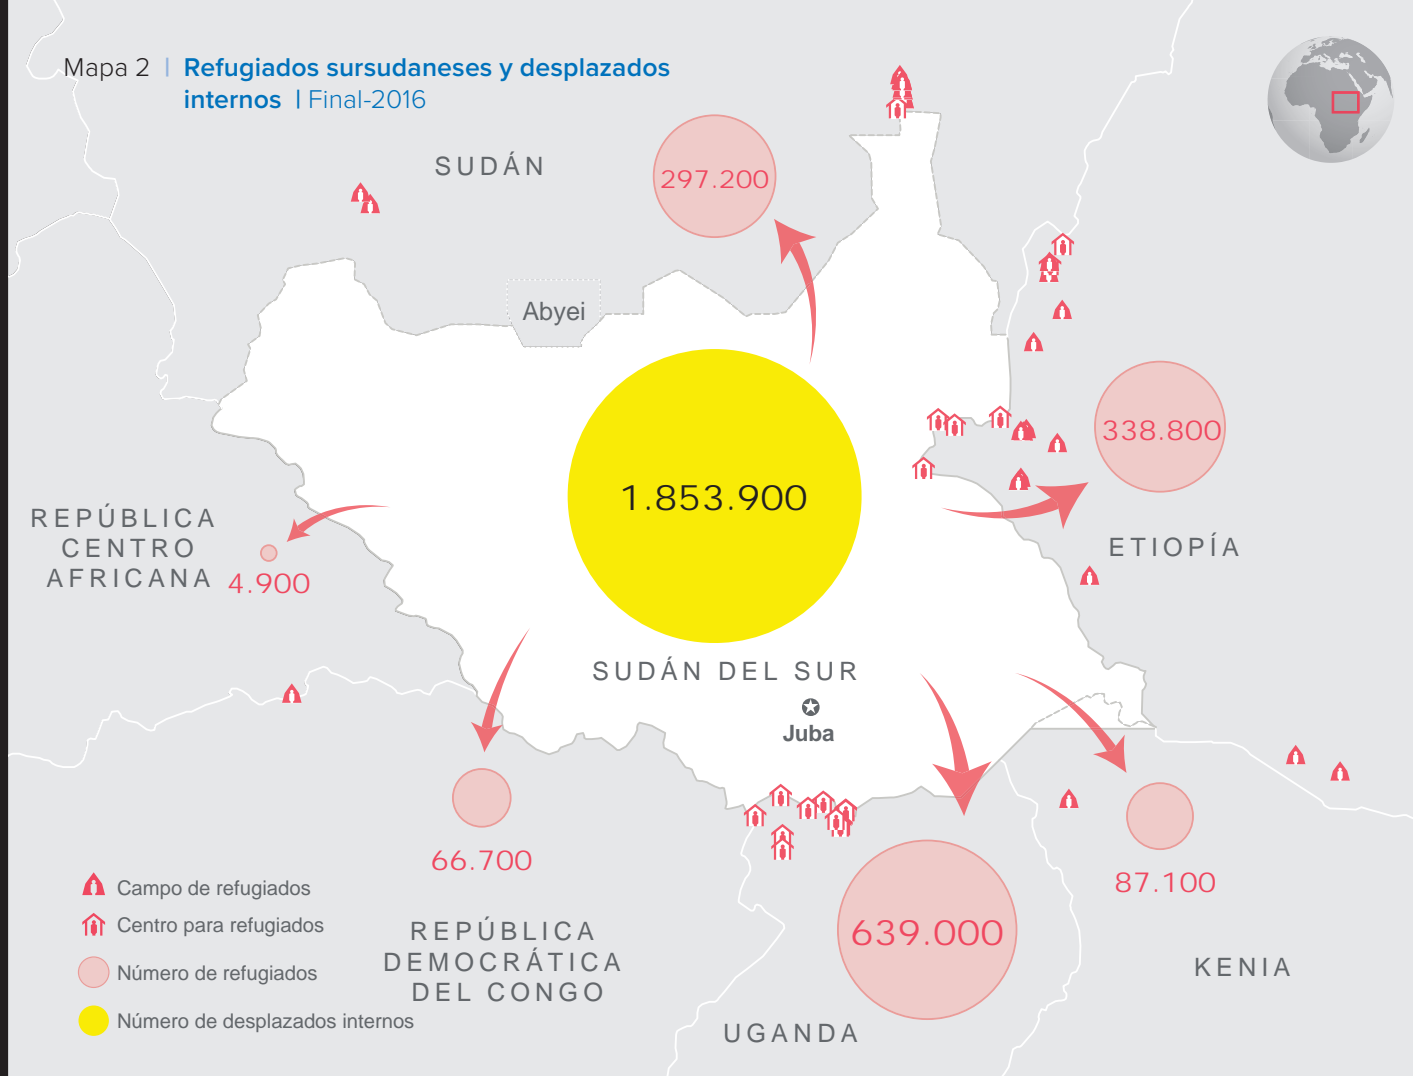 Mapa 2 | Refugiados sursudaneses y desplazados
internos | Final-2016
SUDÁN
297.200
Abyei
338.800
1.853.900
REPÚBLICA
CENTRO
AFRICANA
4.900
ETIOPÍA
SUDÁN DEL SUR
Juba
66.700
87.100
639.000
REPÚBLICA
DEMOCRÁTICA
DEL CONGO
KENIA
UGANDA
Campo de refugiados
Centro para refugiados
Número de refugiados
Número de desplazados internos